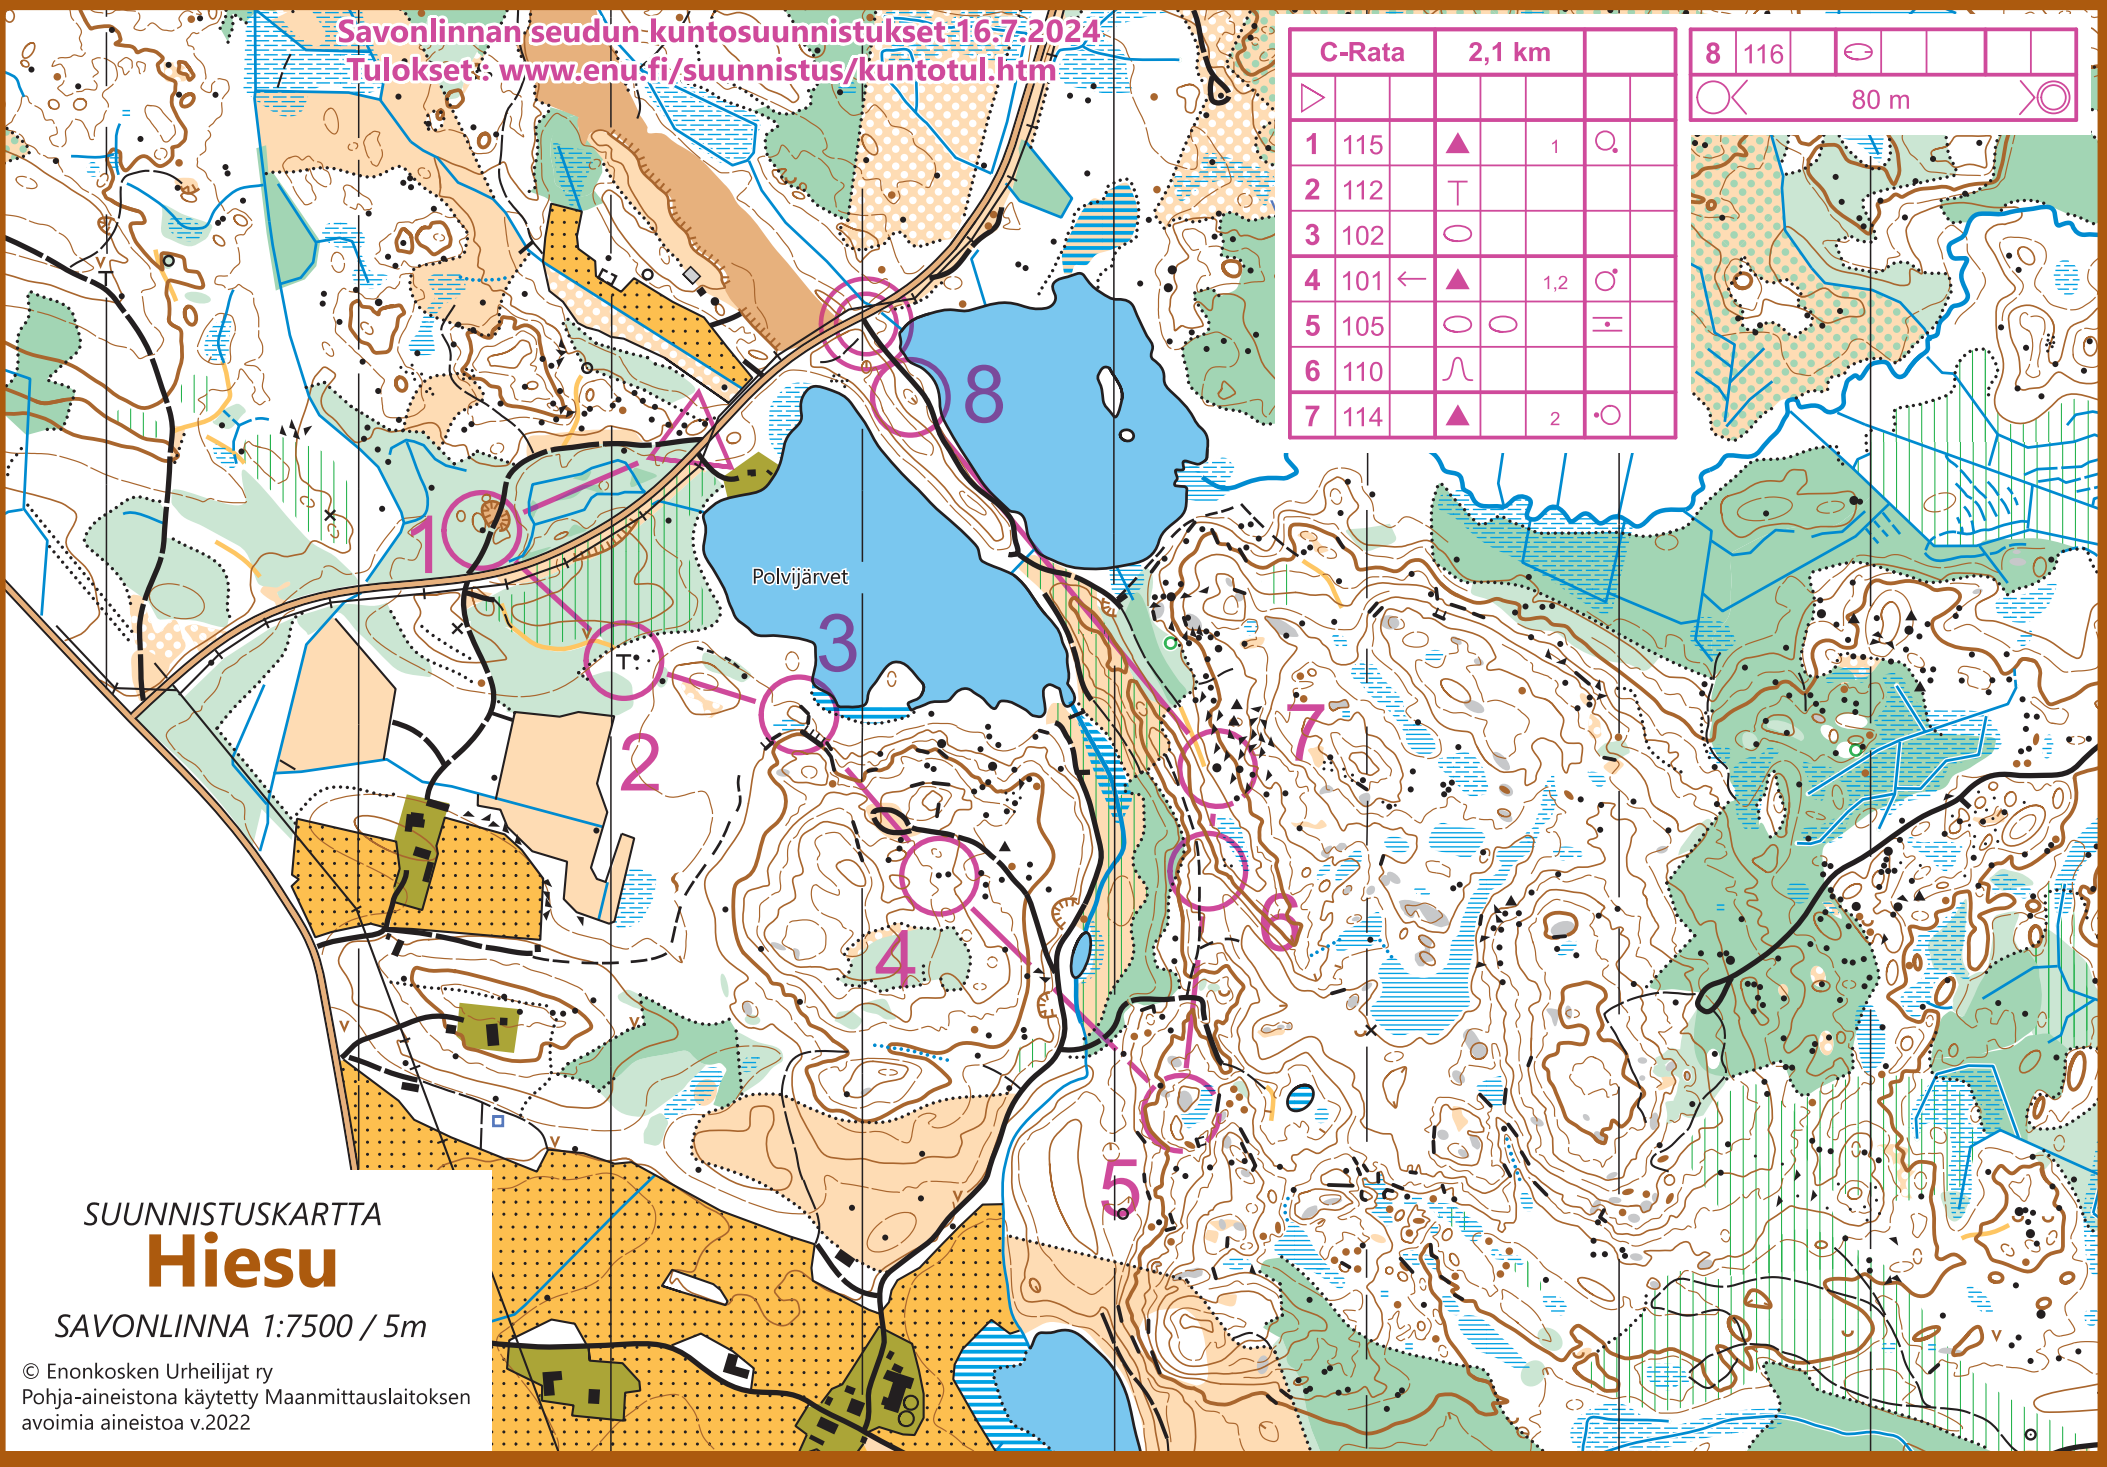 Savonlinnan seudun kuntosuunnistukset 16.7.2024
Tulokset : www.enu.fi/suunnistus/kuntotul.htm
C-Rata 2,1 km
1 115 1
2 112
3 102
4 101 1,2
5 105
6 110
7 114 2
8 116
80 m
8
1
Polvijärvet
3
2
7
6
4
5
SUUNNISTUSKARTTA
Hiesu
SAVONLINNA 1:7500 / 5m
© Enonkosken Urheilijat ry
Pohja-aineistona käytetty Maanmittauslaitoksen
avoimia aineistoa v.2022